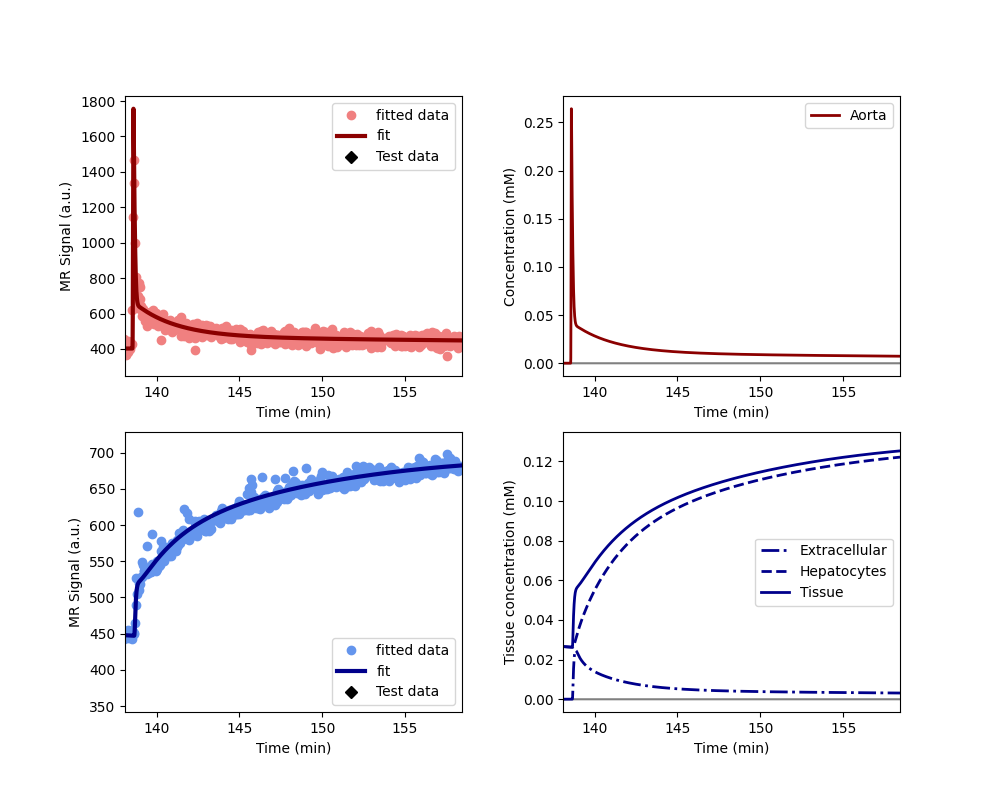 1800
1600
1400
1200
1000
800
600
400
MR Signal (a.u.)
140
145
150
155
Time (min)
fitted data
fit
Test data
0.25
0.20
0.15
0.10
0.05
0.00
Concentration (mM)
140
145
150
155
Time (min)
Aorta
700
650
600
550
500
450
400
350
MR Signal (a.u.)
140
145
150
155
Time (min)
fitted data
fit
Test data
0.12
0.10
0.08
0.06
0.04
0.02
0.00
Tissue concentration (mM)
140
145
150
155
Time (min)
Extracellular
Hepatocytes
Tissue